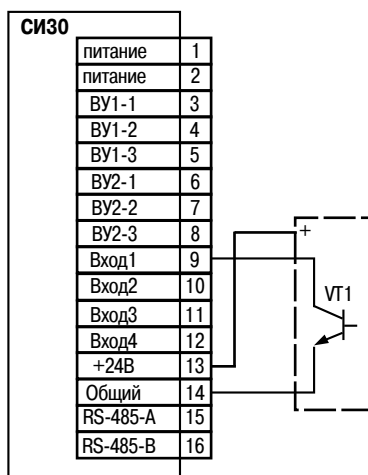 СИ30
питание 1
питание 2
ВУ1-1 3
ВУ1-2 4
ВУ1-3 5
ВУ2-1 6
ВУ2-2 7
ВУ2-3 8
Вход1 9
Вход2 10
Вход3 11
Вход4 12
+24В 13
Общий 14
RS-485-A 15
RS-485-B 16
+
VT1